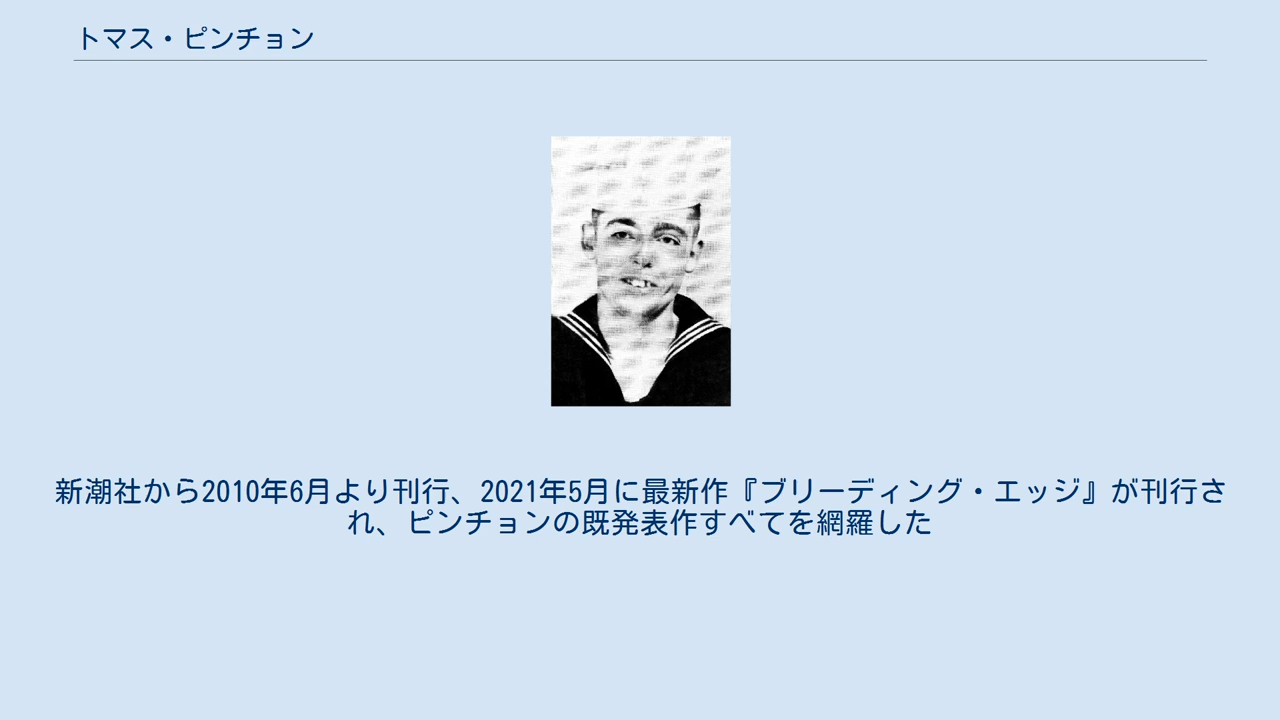 トマス・ピンチョン
新潮社から2010年6月より刊行、2021年5月に最新作『ブリーディング・エッジ』が刊行さ
れ、ピンチョンの既発表作すべてを網羅した